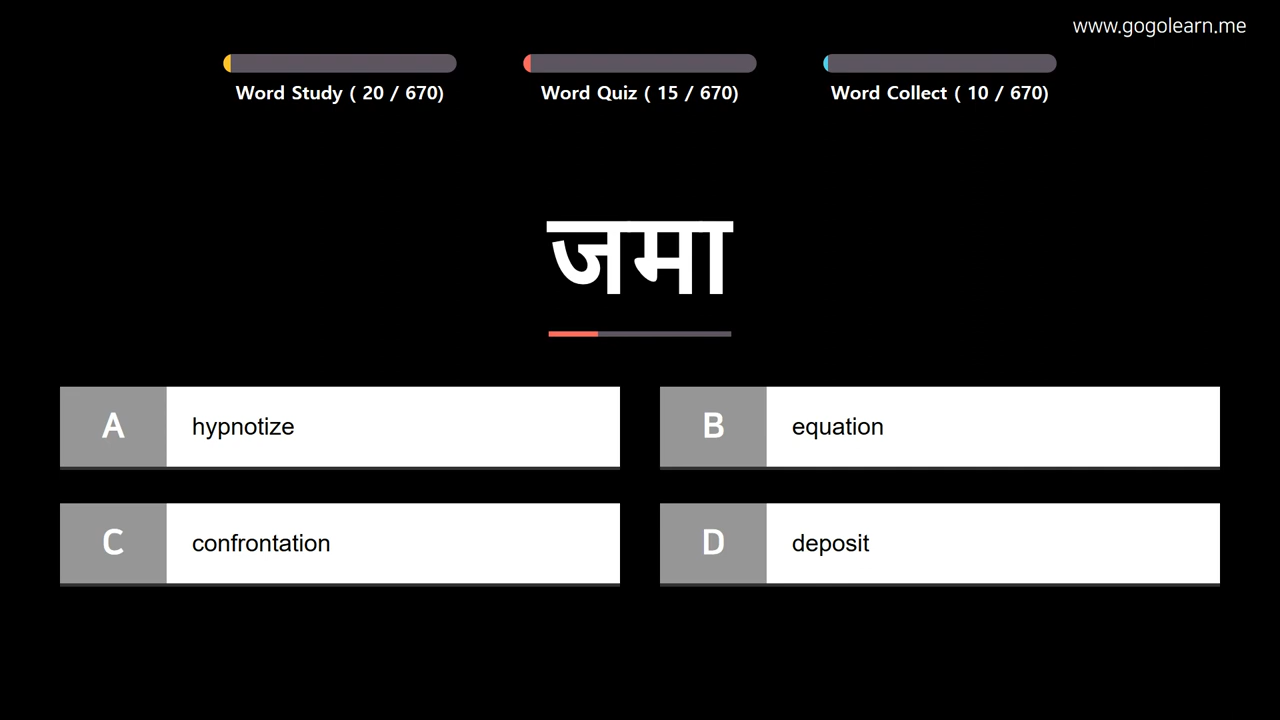 www.gogolearn.me
Word Study ( 20 / 670)
Word Quiz ( 15 / 670)
Word Collect ( 10 / 670)
जमा
A hypnotize
B equation
C confrontation
D deposit